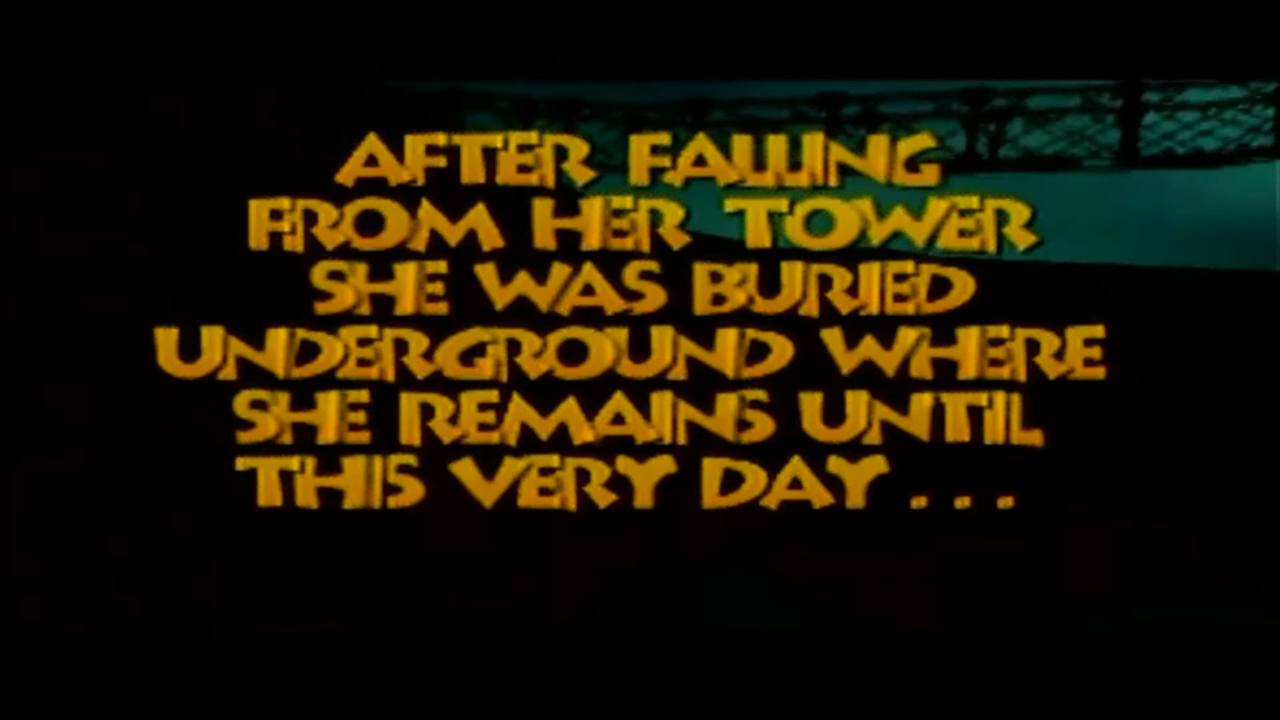 AFTER FALLING
FROM HER TOWER
SHE WAS BURIED
UNDERGROUND WHERE
SHE REMAINS UNTIL
THIS VERY DAY . . .